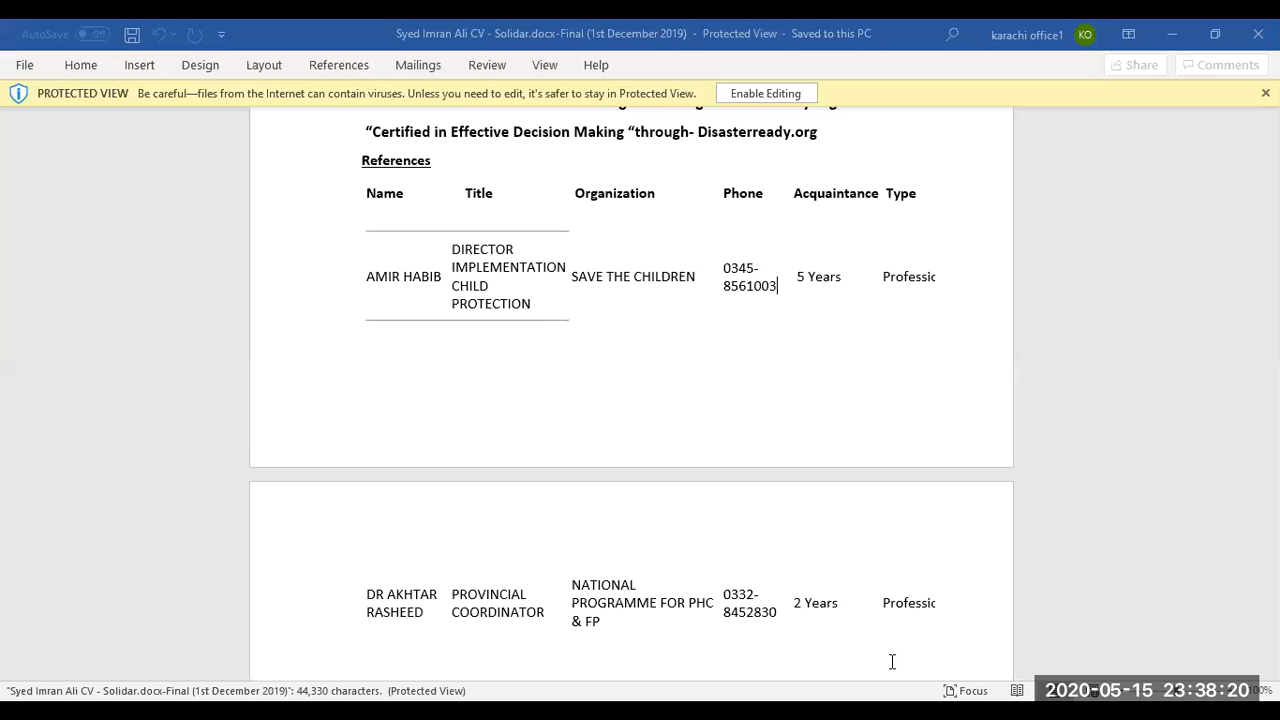 AutoSave Off Syed Imran Ali CV - Solidar.docx-Final (1st December 2019) - Protected View - Saved to this PC karachi office1 KO
File Home Insert Design Layout References Mailings Review View Help Share Comments
PROTECTED VIEW Be careful—files from the Internet can contain viruses. Unless you need to edit, it's safer to stay in Protected View. Enable Editing
“Certified in Effective Decision Making “through- Disasterready.org
References
Name Title Organization Phone Acquaintance Type
DIRECTOR
IMPLEMENTATION
CHILD
PROTECTION
AMIR HABIB
SAVE THE CHILDREN
0345-
8561003
5 Years
Professic
DR AKHTAR
RASHEED
PROVINCIAL
COORDINATOR
NATIONAL
PROGRAMME FOR PHC
& FP
0332-
8452830
2 Years
Professic
"Syed Imran Ali CV - Solidar.docx-Final (1st December 2019)": 44,330 characters. (Protected View) Focus 100%
2020-05-15 23:38:20